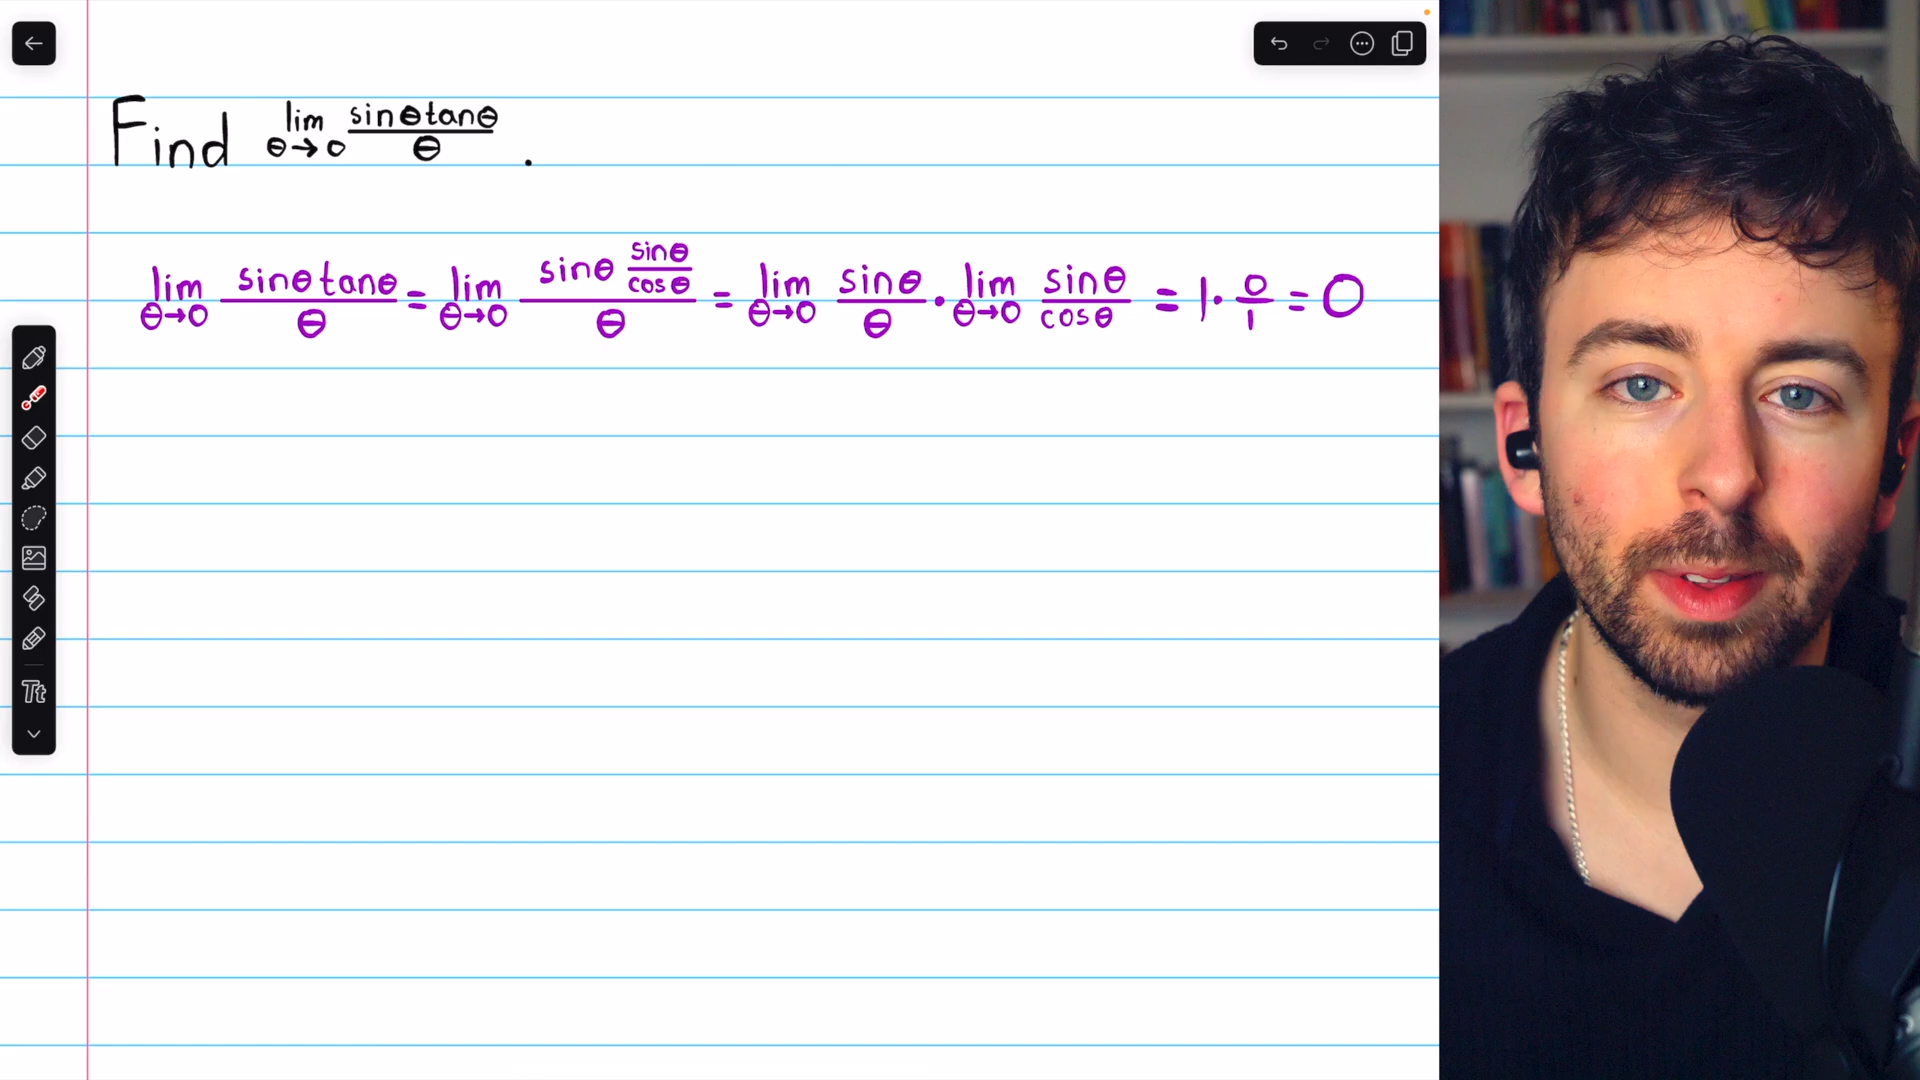 Find lim θ→0 sinθtanθ/θ .
lim θ→0 sinθtanθ/θ = lim θ→0 sinθ sinθ/cosθ/θ = lim θ→0 sinθ/θ · lim θ→0 sinθ/cosθ = 1 · 0/1 = 0
Tt